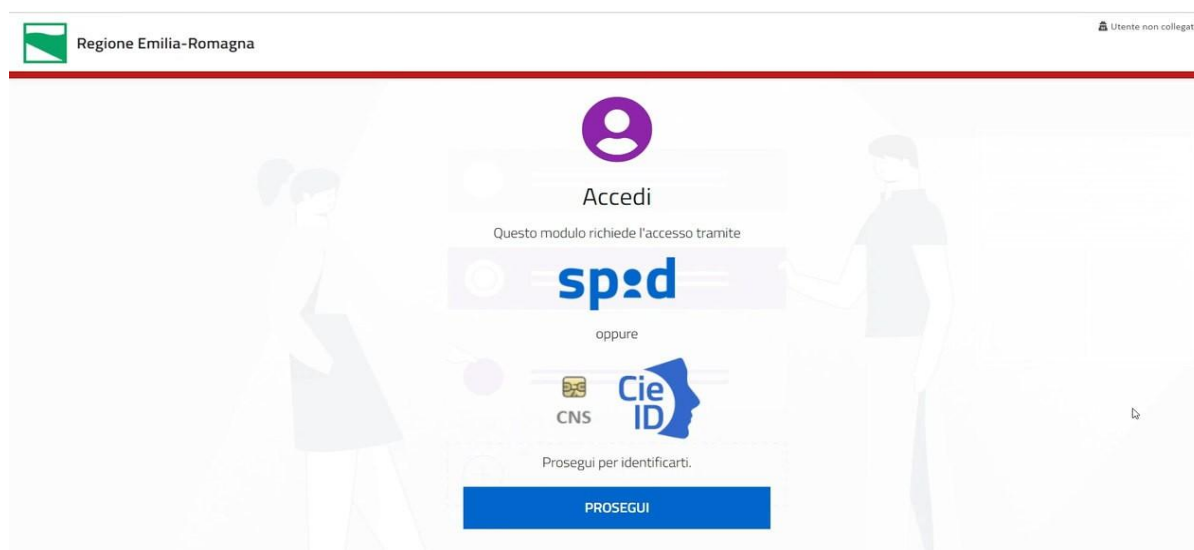 Regione Emilia-Romagna
Utente non collegat
Accedi
Questo modulo richiede l'accesso tramite
spid
oppure
CNS
Cie
ID
Prosegui per identificarti.
PROSEGUI